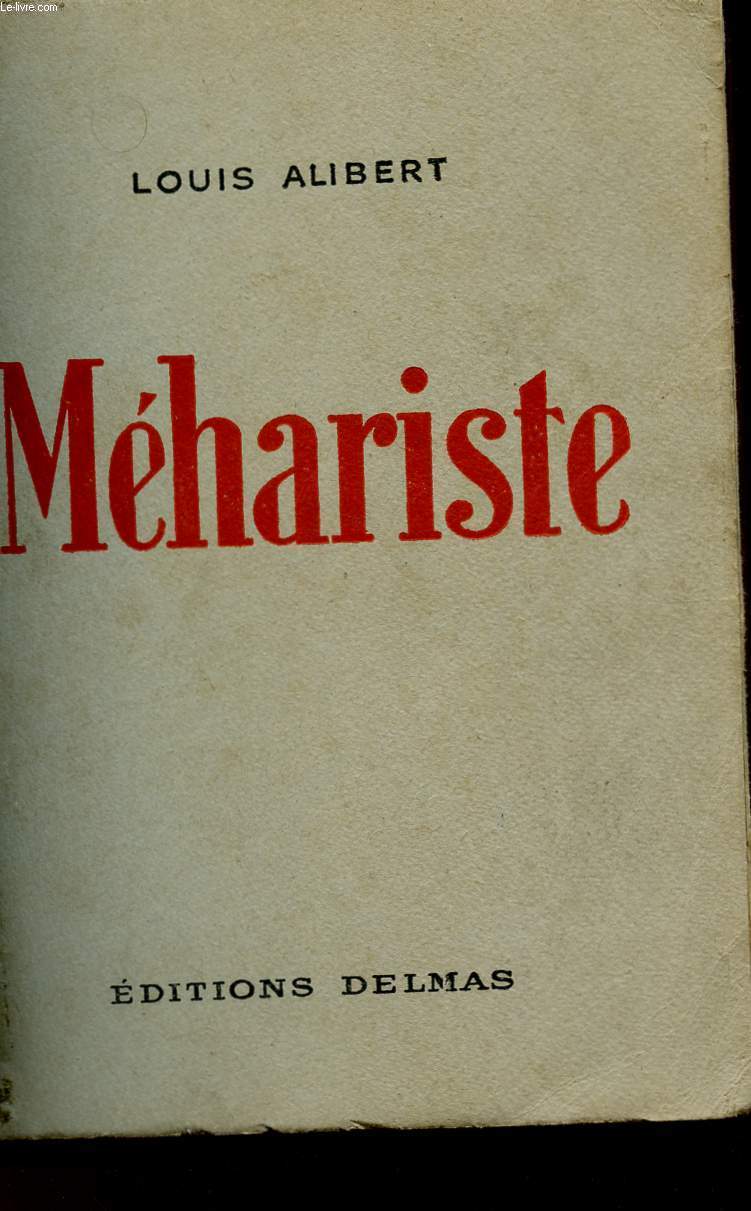 Le-livre.com
LOUIS ALIBERT
Méhariste
ÉDITIONS DELMAS